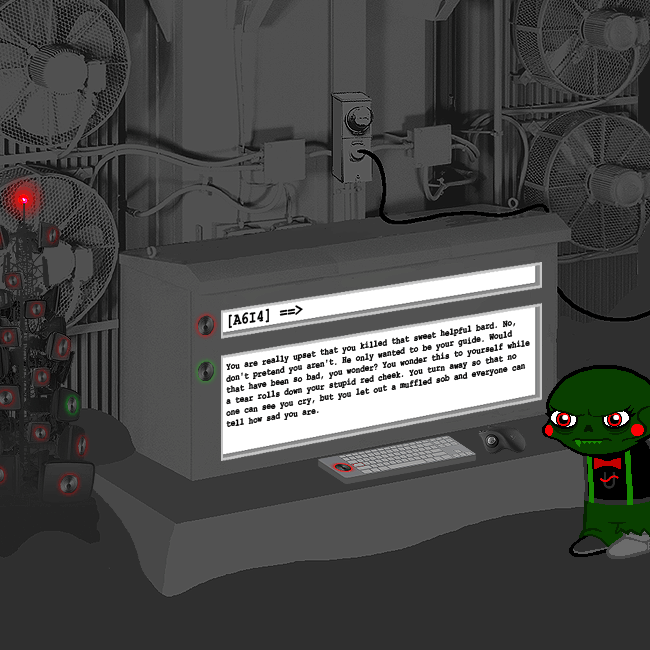 [A6I4] ==>
You are really upset that you killed that sweet helpful bard. No,
don't pretend you aren't. He only wanted to be your guide. Would
that have been so bad, you wonder? You wonder this to yourself while
a tear rolls down your stupid red cheek. You turn away so that no
one can see you cry, but you let out a muffled sob and everyone can
tell how sad you are.